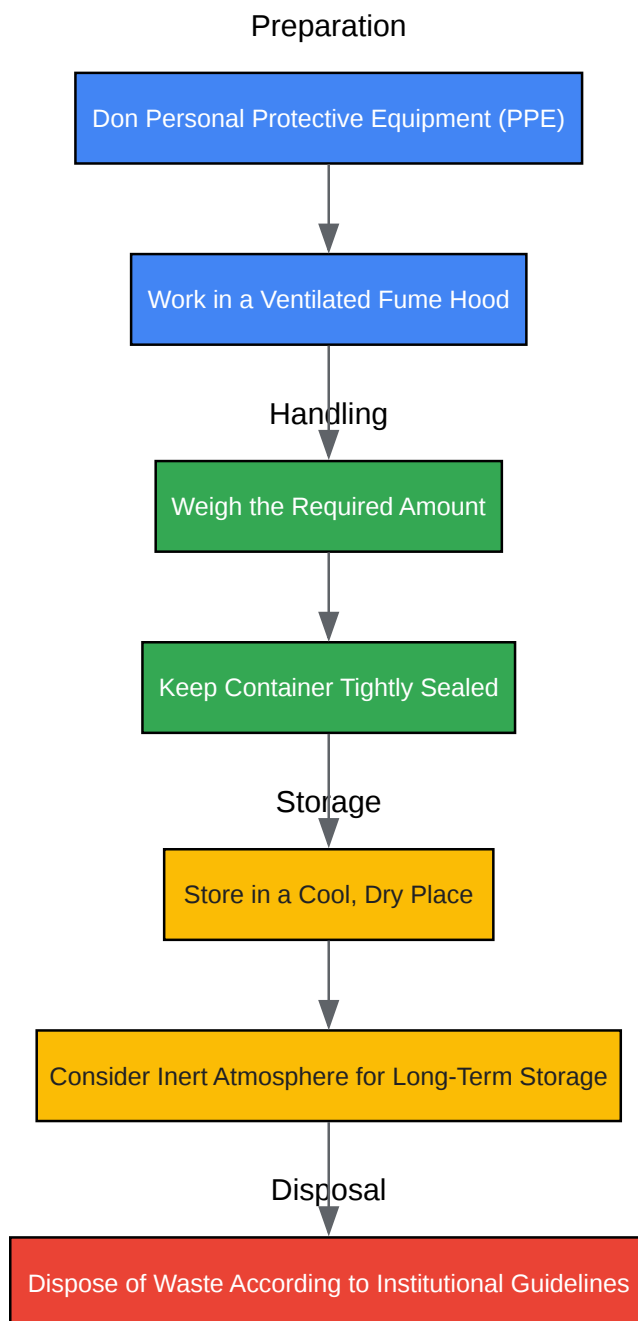 Preparation
Don Personal Protective Equipment (PPE)
Work in a Ventilated Fume Hood
Handling
Weigh the Required Amount
Keep Container Tightly Sealed
Storage
Store in a Cool, Dry Place
Consider Inert Atmosphere for Long-Term Storage
Disposal
Dispose of Waste According to Institutional Guidelines